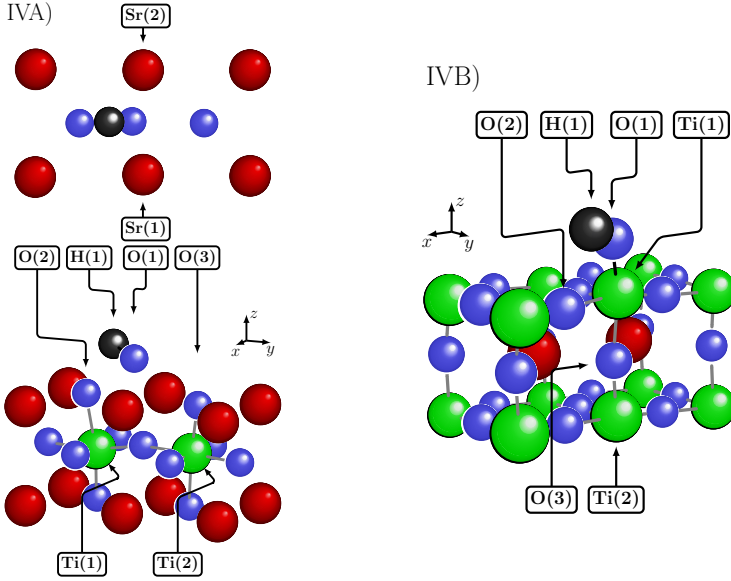 IVA)
Sr(2)
Sr(1)
O(2) H(1) O(1) O(3)
z
x y
Ti(1) Ti(2)
IVB)
O(2) H(1) O(1) Ti(1)
z
x y
O(3) Ti(2)